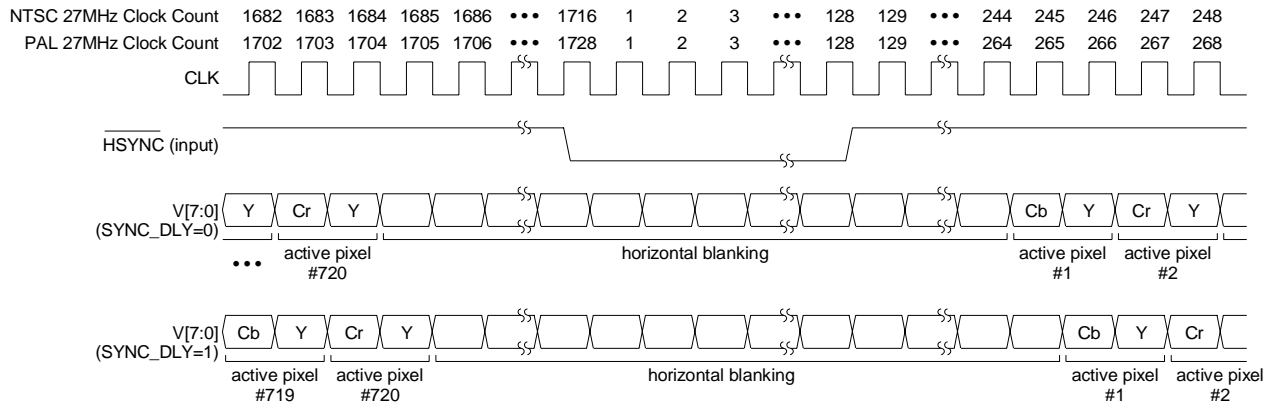 NTSC 27MHz Clock Count 1682 1683 1684 1685 1686 ••• 1716 1 2 3 ••• 128 129 ••• 244 245 246 247 248
PAL 27MHz Clock Count 1702 1703 1704 1705 1706 ••• 1728 1 2 3 ••• 128 129 ••• 264 265 266 267 268
CLK
HSYNC (input)
V[7:0] Y Cr Y Cb Y Cr Y
(SYNC_DLY=0)
••• active pixel horizontal blanking active pixel active pixel
#720 #1 #2
V[7:0] Cb Y Cr Y Cb Y Cr
(SYNC_DLY=1)
active pixel active pixel horizontal blanking active pixel active pixel
#719 #720 #1 #2